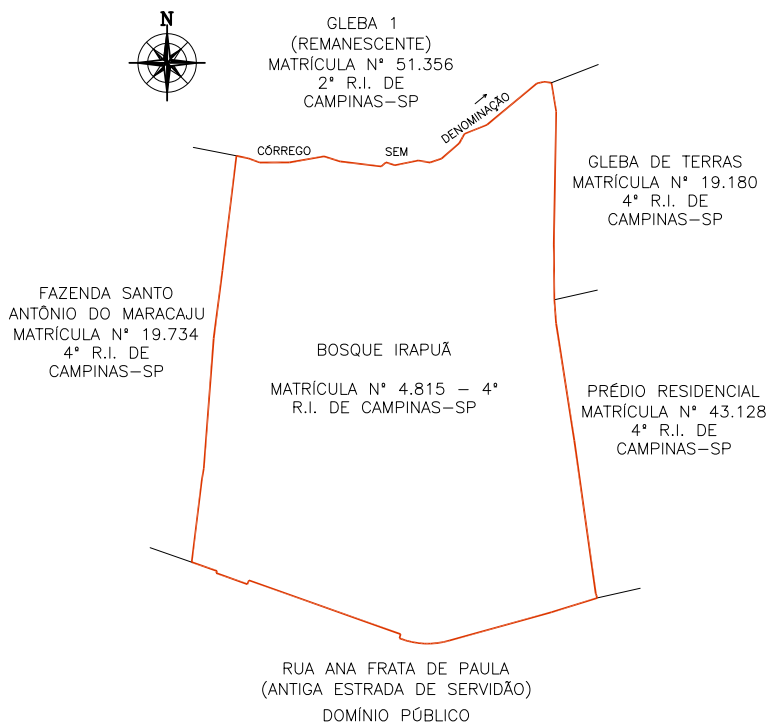 N
GLEBA 1
(REMANESCENTE)
MATRÍCULA Nº 51.356
2º R.I. DE
CAMPINAS-SP
CÓRREGO SEM DENOMINAÇÃO
GLEBA DE TERRAS
MATRÍCULA Nº 19.180
4º R.I. DE
CAMPINAS-SP
FAZENDA SANTO
ANTÔNIO DO MARACAJU
MATRÍCULA Nº 19.734
4º R.I. DE
CAMPINAS-SP
BOSQUE IRAPUÃ
MATRÍCULA Nº 4.815 - 4º
R.I. DE CAMPINAS-SP
PRÉDIO RESIDENCIAL
MATRÍCULA Nº 43.128
4º R.I. DE
CAMPINAS-SP
RUA ANA FRATA DE PAULA
(ANTIGA ESTRADA DE SERVIDÃO)
DOMÍNIO PÚBLICO